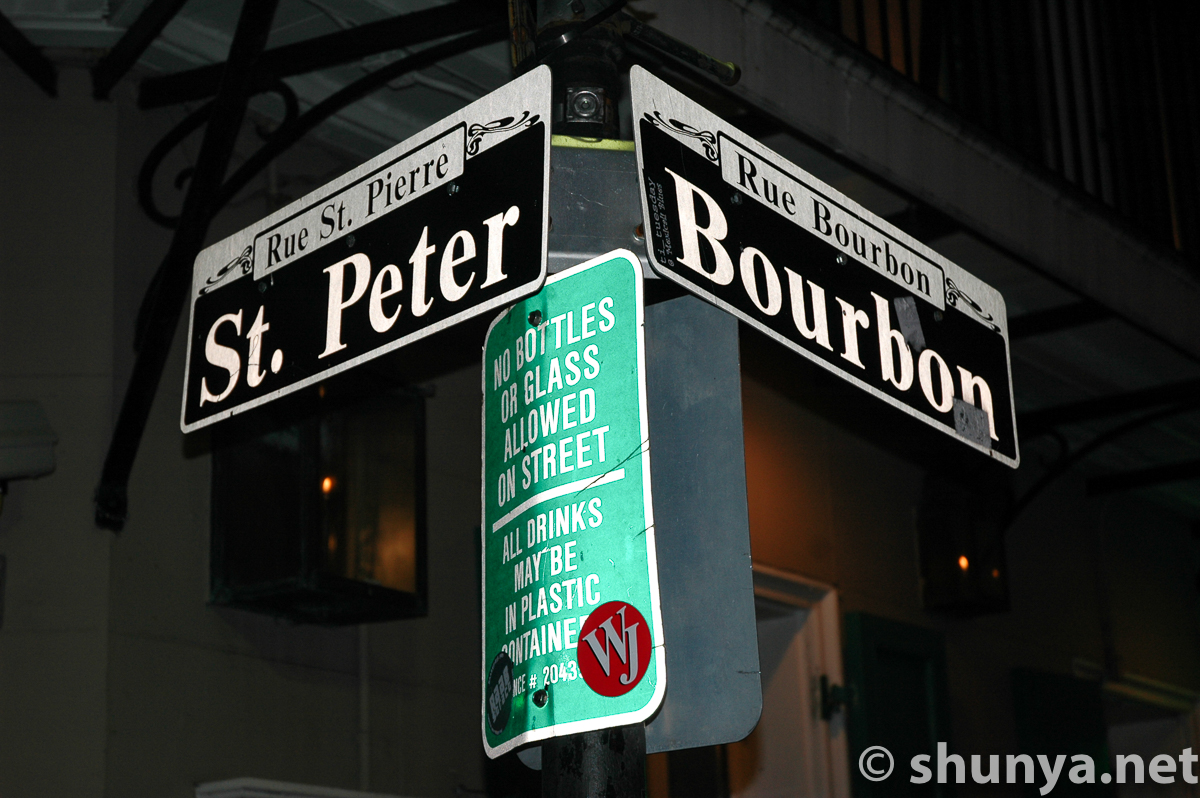 Rue St. Pierre
St. Peter
Rue Bourbon
Bourbon
NO BOTTLES
OR GLASS
ALLOWED
ON STREET
ALL DRINKS
MAY BE
IN PLASTIC
WJ
© shunya.net